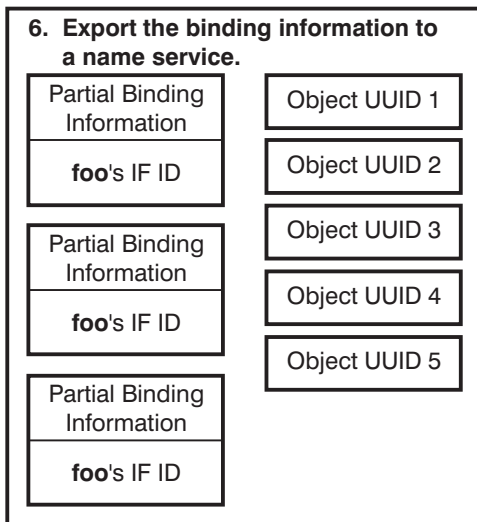 6. Export the binding information to
a name service.
Partial Binding
Information
foo's IF ID
Partial Binding
Information
foo's IF ID
Partial Binding
Information
foo's IF ID
Object UUID 1
Object UUID 2
Object UUID 3
Object UUID 4
Object UUID 5